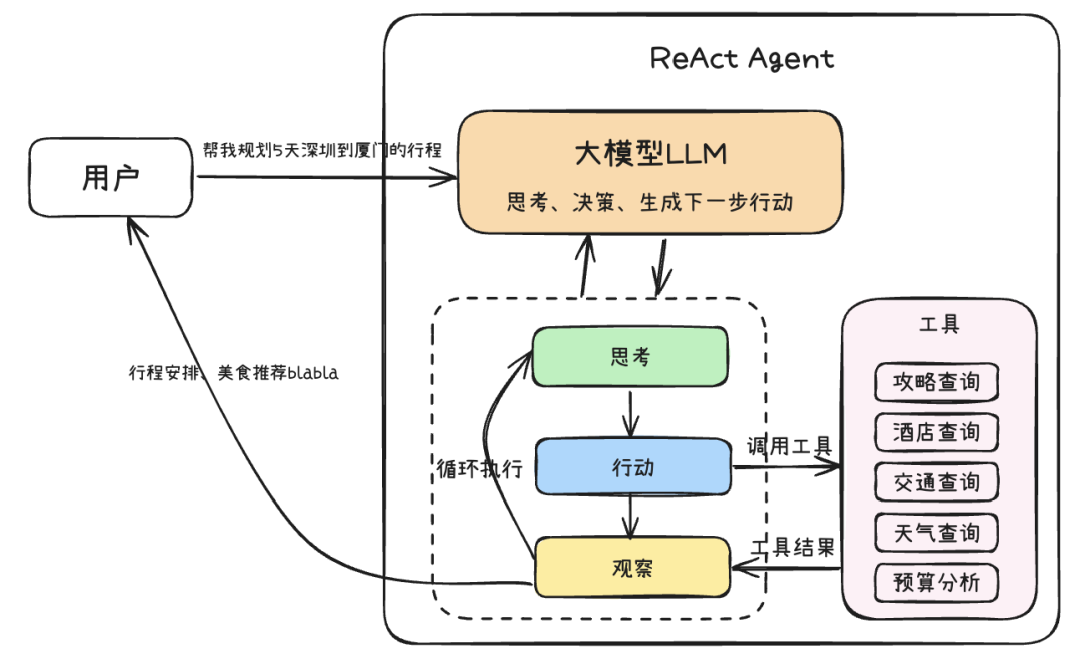 ReAct Agent
用户
帮我规划5天深圳到厦门的行程
大模型LLM
思考、决策、生成下一步行动
行程安排、美食推荐blabla
思考
循环执行
行动
观察
调用工具
工具结果
工具
攻略查询
酒店查询
交通查询
天气查询
预算分析